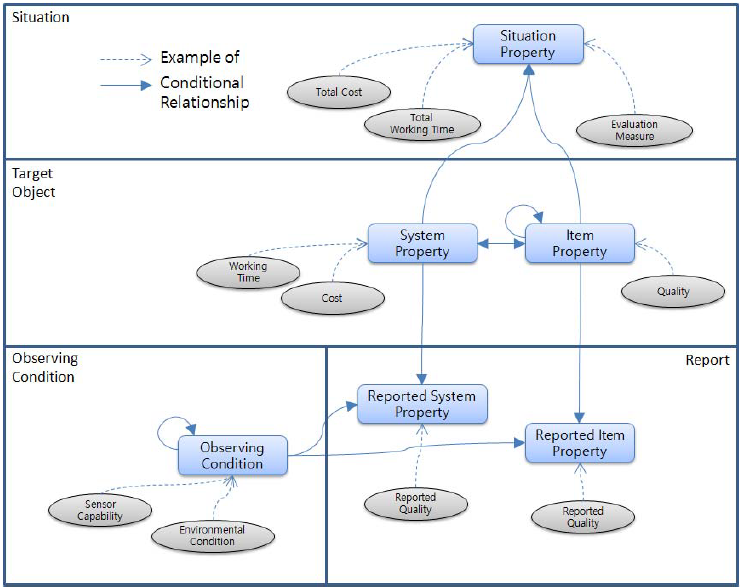 Situation
Example of
Conditional
Relationship
Situation
Property
Total Cost
Total
Working Time
Evaluation
Measure
Target
Object
System
Property
Item
Property
Working
Time
Cost
Quality
Observing
Condition
Report
Reported System
Property
Observing
Condition
Reported Item
Property
Sensor
Capability
Environmental
Condition
Reported
Quality
Reported
Quality